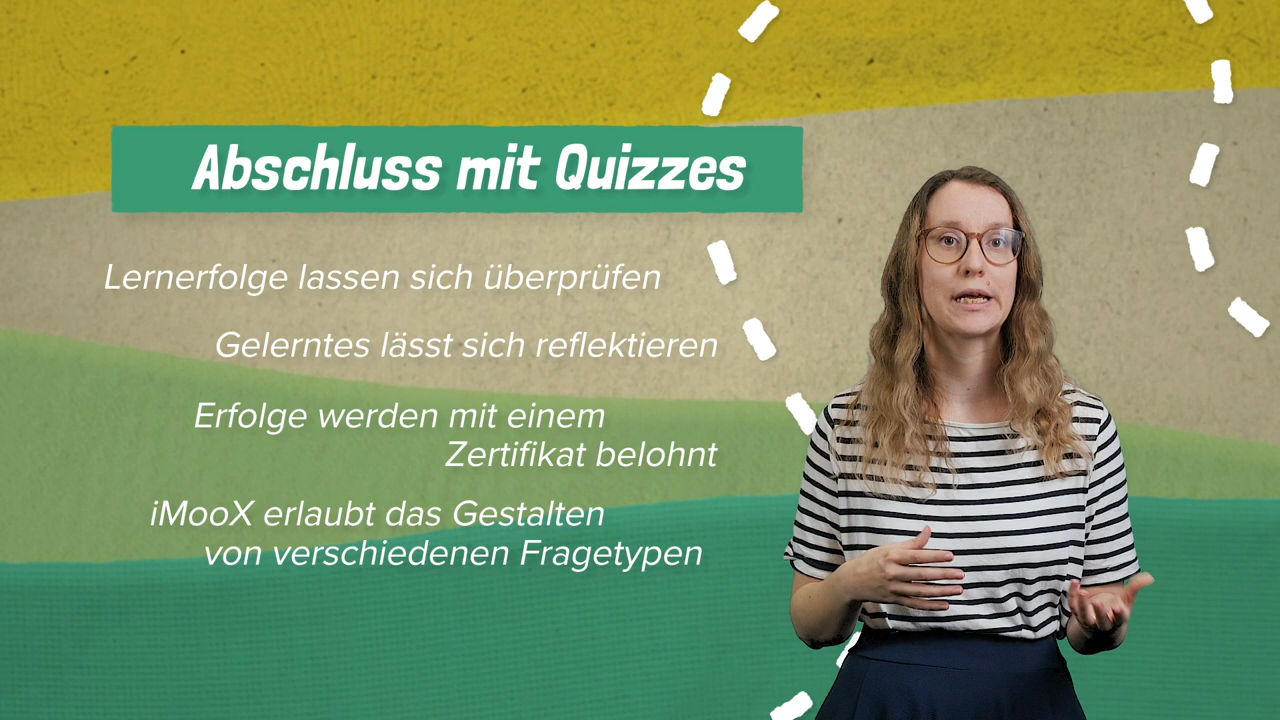 Abschluss mit Quizzes
Lernerfolge lassen sich überprüfen
Gelerntes lässt sich reflektieren
Erfolge werden mit einem
Zertifikat belohnt
iMooX erlaubt das Gestalten
von verschiedenen Fragetypen